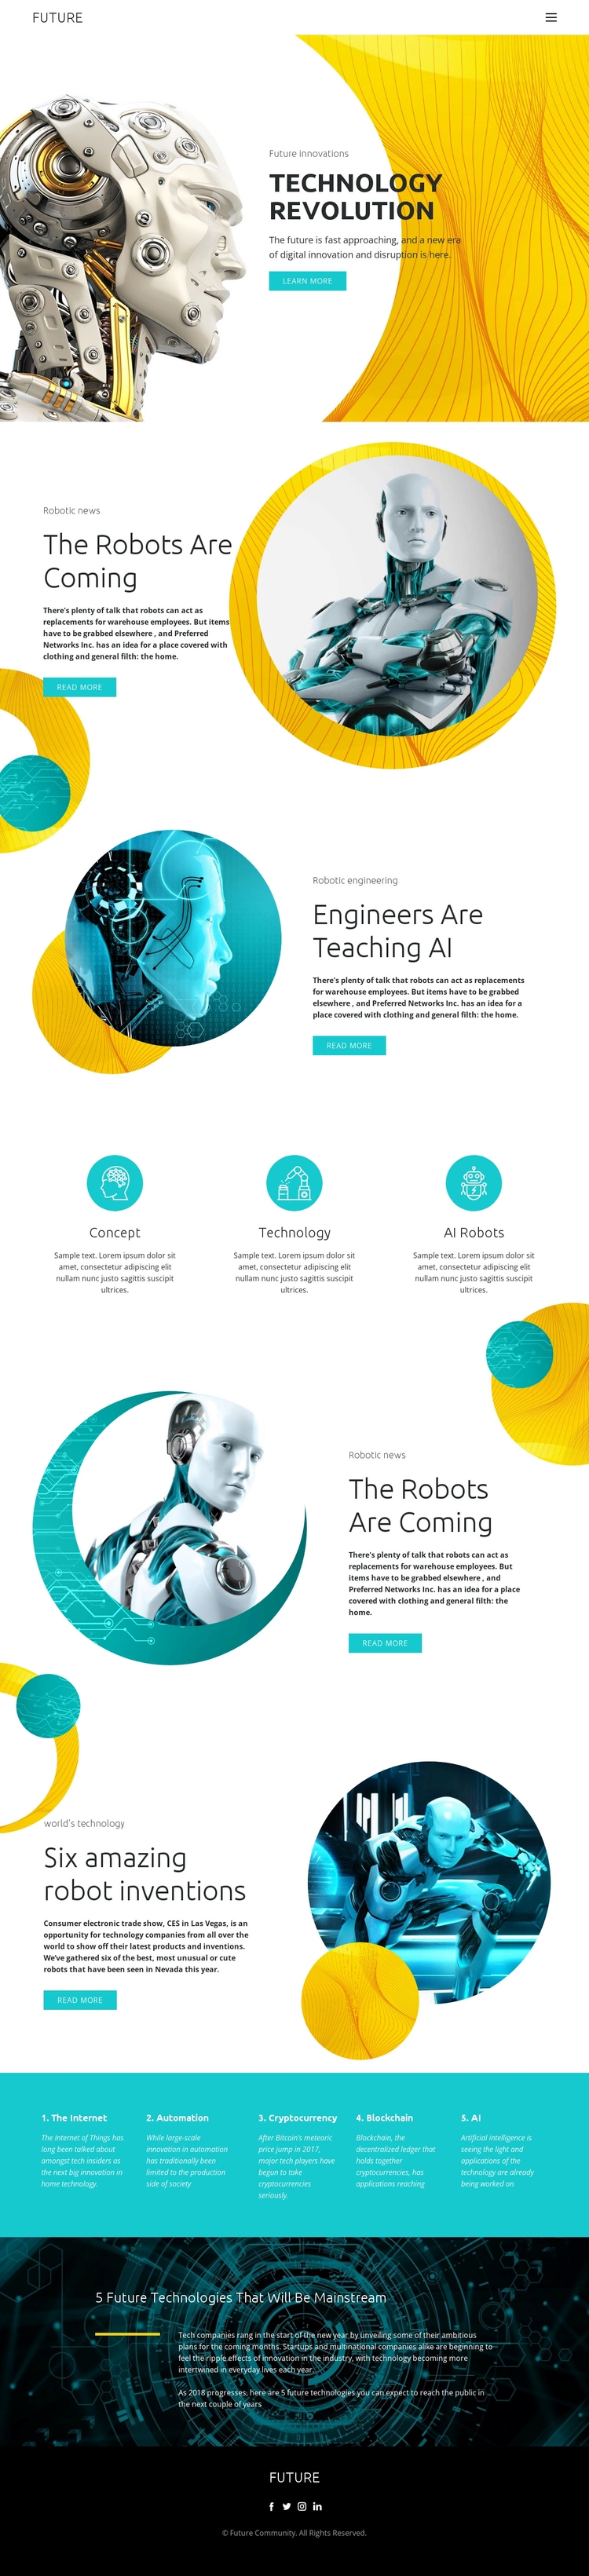 FUTURE
Future innovations
TECHNOLOGY
REVOLUTION
The future is fast approaching, and a new era
of digital innovation and disruption is here.
LEARN MORE
Robotic news
The Robots Are
Coming
There's plenty of talk that robots can act as
replacements for warehouse employees. But items
have to be grabbed elsewhere , and Preferred
Networks Inc. has an idea for a place covered with
clothing and general filth: the home.
READ MORE
Robotic engineering
Engineers Are
Teaching AI
There's plenty of talk that robots can act as replacements
for warehouse employees. But items have to be grabbed
elsewhere , and Preferred Networks Inc. has an idea for a
place covered with clothing and general filth: the home.
READ MORE
Concept
Sample text. Lorem ipsum dolor sit
amet, consectetur adipiscing elit
nullam nunc justo sagittis suscipit
ultrices.
Technology
Sample text. Lorem ipsum dolor sit
amet, consectetur adipiscing elit
nullam nunc justo sagittis suscipit
ultrices.
AI Robots
Sample text. Lorem ipsum dolor sit
amet, consectetur adipiscing elit
nullam nunc justo sagittis suscipit
ultrices.
Robotic news
The Robots
Are Coming
There's plenty of talk that robots can act as
replacements for warehouse employees. But
items have to be grabbed elsewhere , and
Preferred Networks Inc. has an idea for a place
covered with clothing and general filth: the
home.
READ MORE
world's technology
Six amazing
robot inventions
Consumer electronic trade show, CES in Las Vegas, is an
opportunity for technology companies from all over the
world to show off their latest products and inventions.
We've gathered six of the best, most unusual or cute
robots that have been seen in Nevada this year.
READ MORE
1. The Internet
The Internet of Things has
long been talked about
amongst tech insiders as
the next big innovation in
home technology.
2. Automation
While large-scale
innovation in automation
has traditionally been
limited to the production
side of society
3. Cryptocurrency
After Bitcoin's meteoric
price jump in 2017,
major tech players have
begun to take
cryptocurrencies
seriously.
4. Blockchain
Blockchain, the
decentralized ledger that
holds together
cryptocurrencies, has
applications reaching
5. AI
Artificial intelligence is
seeing the light and
applications of the
technology are already
being worked on
5 Future Technologies That Will Be Mainstream
Tech companies rang in the start of the new year by unveiling some of their ambitious
plans for the coming months. Startups and multinational companies alike are beginning to
feel the ripple effects of innovation in the industry, with technology becoming more
intertwined in everyday lives each year.
As 2018 progresses, here are 5 future technologies you can expect to reach the public in
the next couple of years
FUTURE
© Future Community. All Rights Reserved.